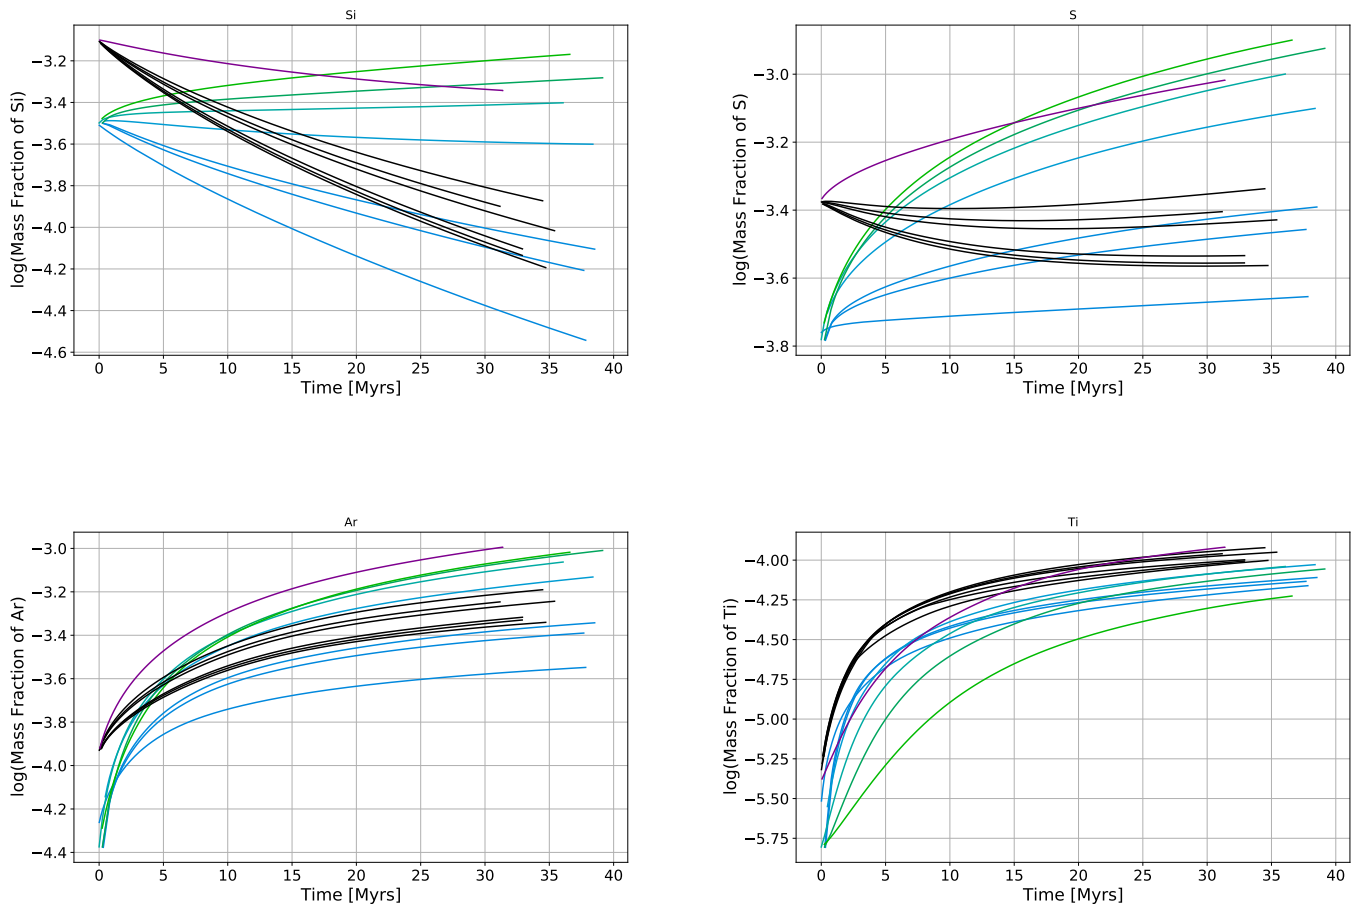 Si
log(Mass Fraction of Si)
−3.2
−3.4
−3.6
−3.8
−4.0
−4.2
−4.4
−4.6
0 5 10 15 20 25 30 35 40
Time [Myrs]
S
log(Mass Fraction of S)
−3.0
−3.2
−3.4
−3.6
−3.8
0 5 10 15 20 25 30 35 40
Time [Myrs]
Ar
log(Mass Fraction of Ar)
−3.0
−3.2
−3.4
−3.6
−3.8
−4.0
−4.2
−4.4
0 5 10 15 20 25 30 35 40
Time [Myrs]
Ti
log(Mass Fraction of Ti)
−4.00
−4.25
−4.50
−4.75
−5.00
−5.25
−5.50
−5.75
0 5 10 15 20 25 30 35 40
Time [Myrs]